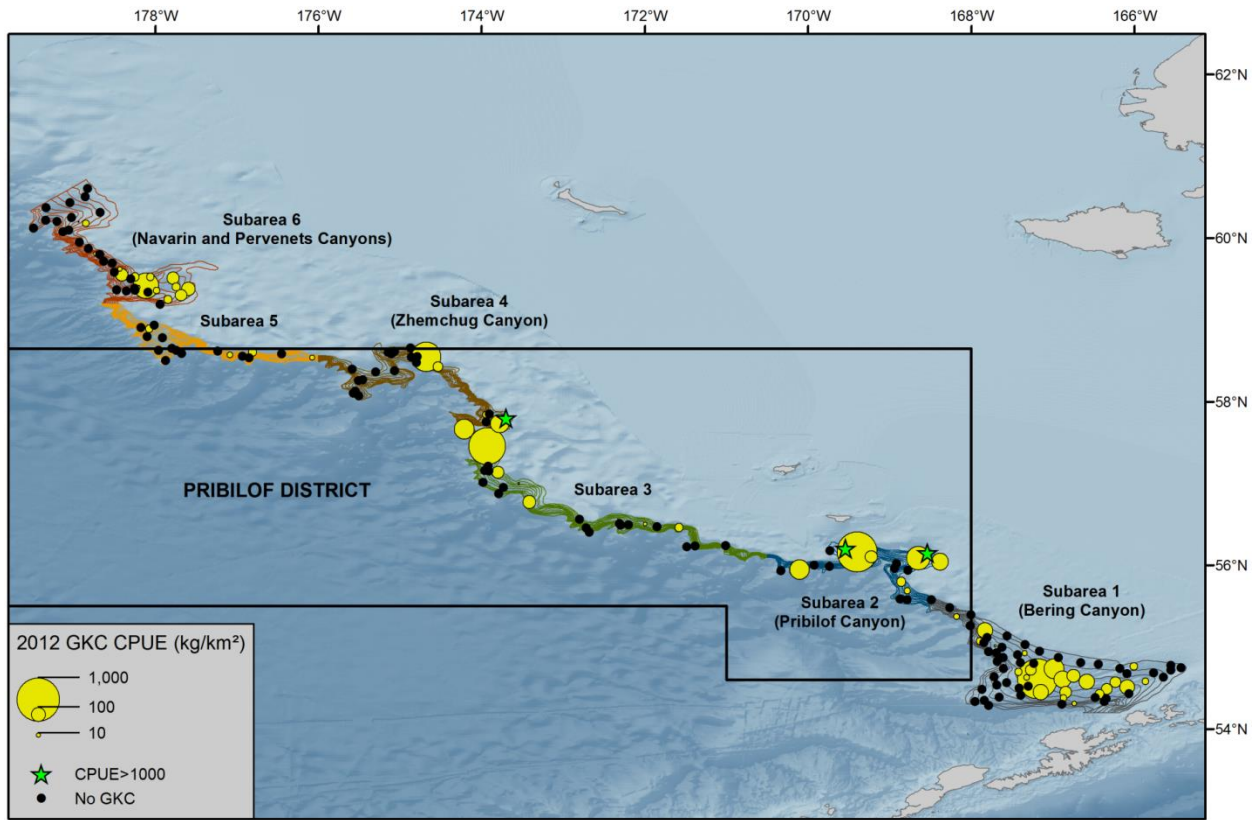 178°W 176°W 174°W 172°W 170°W 168°W 166°W
62°N
60°N
58°N
56°N
54°N
Subarea 6
(Navarin and Pervenets Canyons)
Subarea 5
Subarea 4
(Zhemchug Canyon)
PRIBILOF DISTRICT
Subarea 3
Subarea 2
(Pribilof Canyon)
Subarea 1
(Bering Canyon)
2012 GKC CPUE (kg/km²)
1,000
100
10
CPUE>1000
No GKC